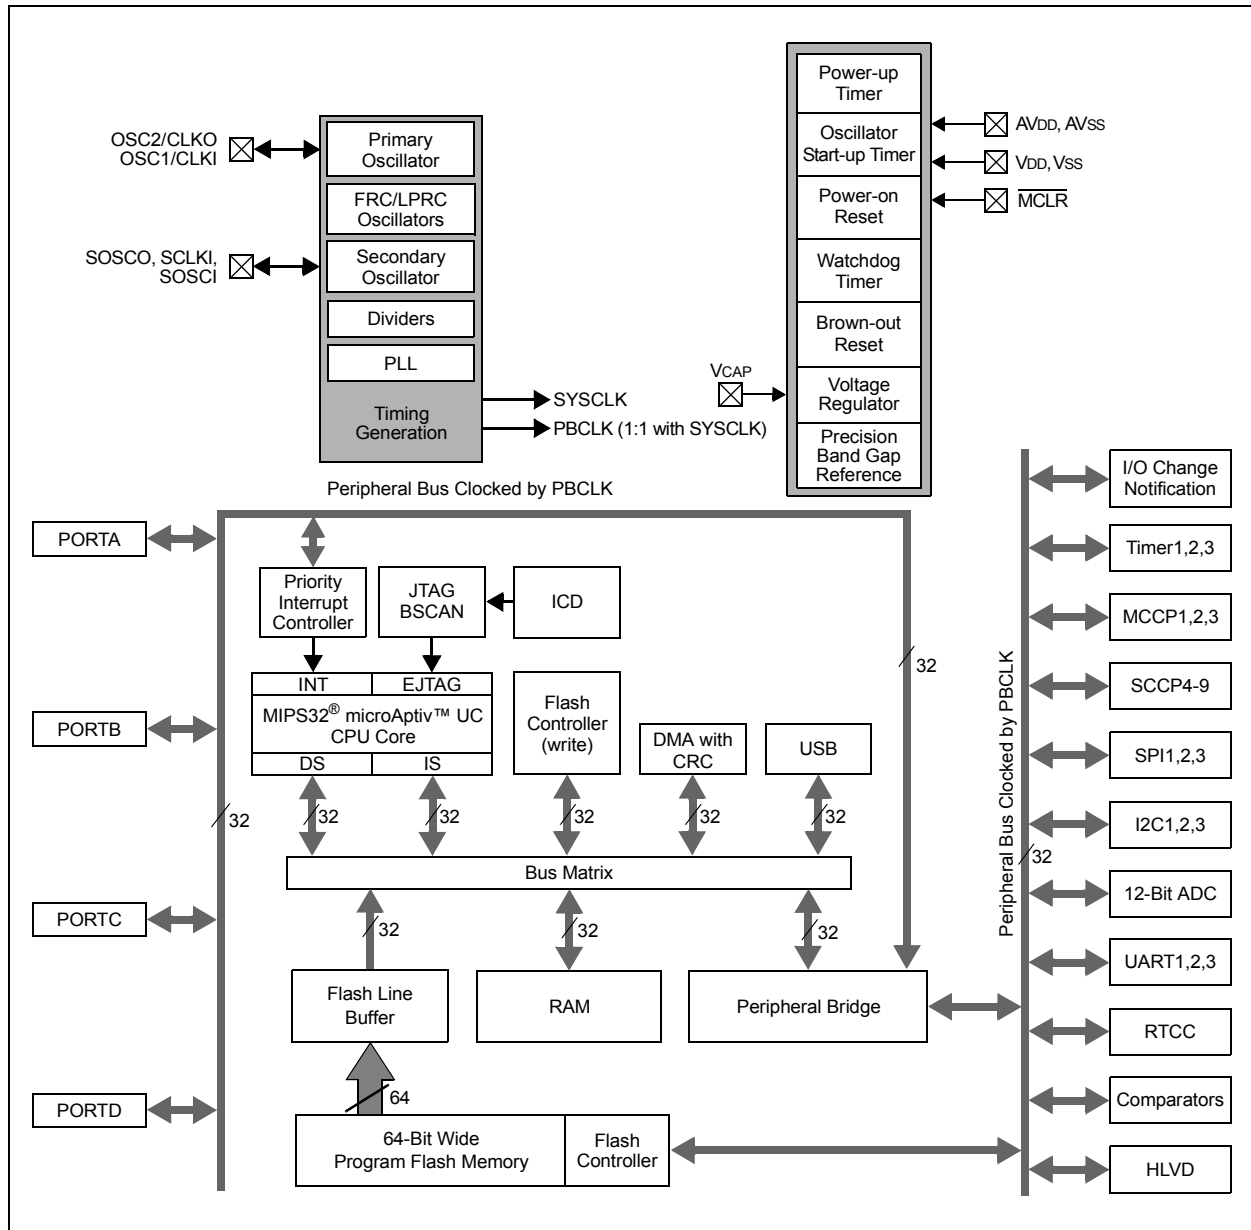 Power-up
Timer
OSC2/CLKO
OSC1/CLKI
Primary
Oscillator
Oscillator
Start-up Timer
AVDD, AVSS
VDD, VSS
FRC/LPRC
Oscillators
Power-on
Reset
MCLR
SOSCO, SCLKI,
SOSCI
Secondary
Oscillator
Watchdog
Timer
Dividers
Brown-out
Reset
PLL
VCAP
Voltage
Regulator
Timing
Generation
SYSCLK
PBCLK (1:1 with SYSCLK)
Precision
Band Gap
Reference
Peripheral Bus Clocked by PBCLK
I/O Change
Notification
PORTA
Timer1,2,3
Priority
Interrupt
Controller
JTAG
BSCAN
ICD
MCCP1,2,3
32
INT
EJTAG
MIPS32® microAptiv™ UC
CPU Core
DS
IS
Flash
Controller
(write)
DMA with
CRC
USB
SCCP4-9
PORTB
SPI1,2,3
32
32
32
32
32
32
I2C1,2,3
Peripheral Bus Clocked by PBCLK
32
Bus Matrix
12-Bit ADC
PORTC
32
32
32
UART1,2,3
Flash Line
Buffer
RAM
Peripheral Bridge
RTCC
64
PORTD
Comparators
64-Bit Wide
Program Flash Memory
Flash
Controller
HLVD